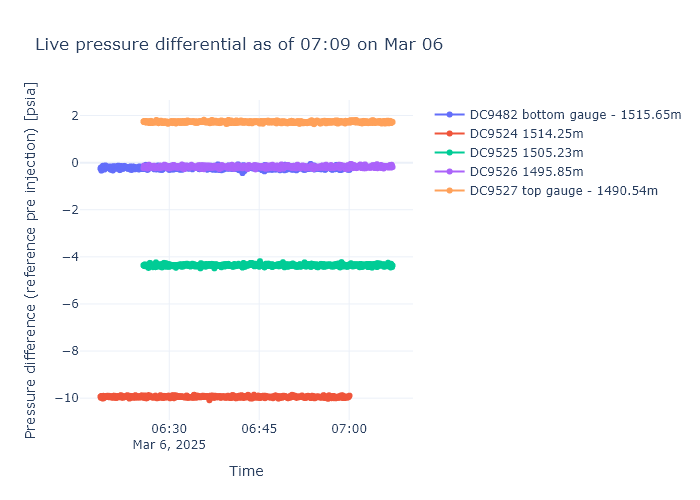 Live pressure differential as of 07:09 on Mar 06
Pressure difference (reference pre injection) [psia]
2
0
−2
−4
−6
−8
−10
06:30
Mar 6, 2025
06:45
07:00
Time
DC9482 bottom gauge - 1515.65m
DC9524 1514.25m
DC9525 1505.23m
DC9526 1495.85m
DC9527 top gauge - 1490.54m